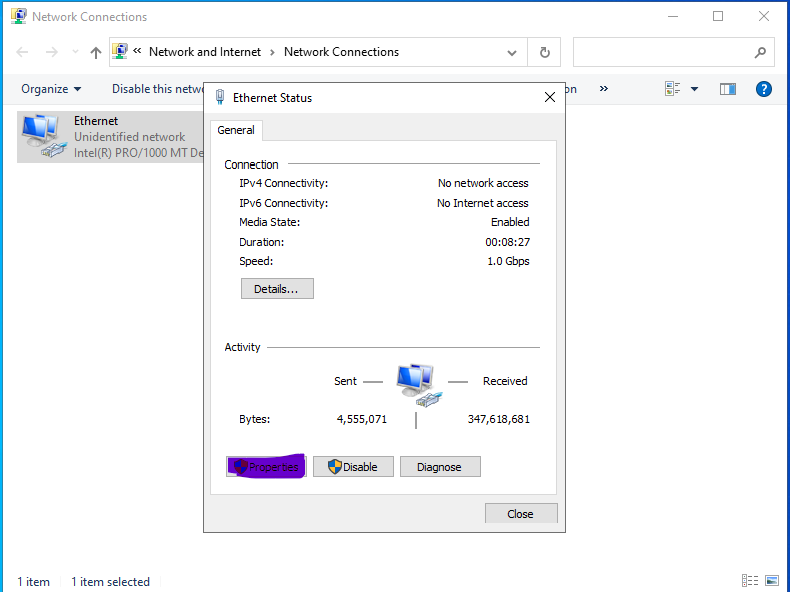 Network Connections
« Network and Internet > Network Connections
Organize Disable this netw on »
Ethernet
Unidentified network
Intel(R) PRO/1000 MT De
Ethernet Status
General
Connection
IPv4 Connectivity: No network access
IPv6 Connectivity: No Internet access
Media State: Enabled
Duration: 00:08:27
Speed: 1.0 Gbps
Details...
Activity
Sent Received
Bytes: 4,555,071 347,618,681
Properties Disable Diagnose
Close
1 item 1 item selected